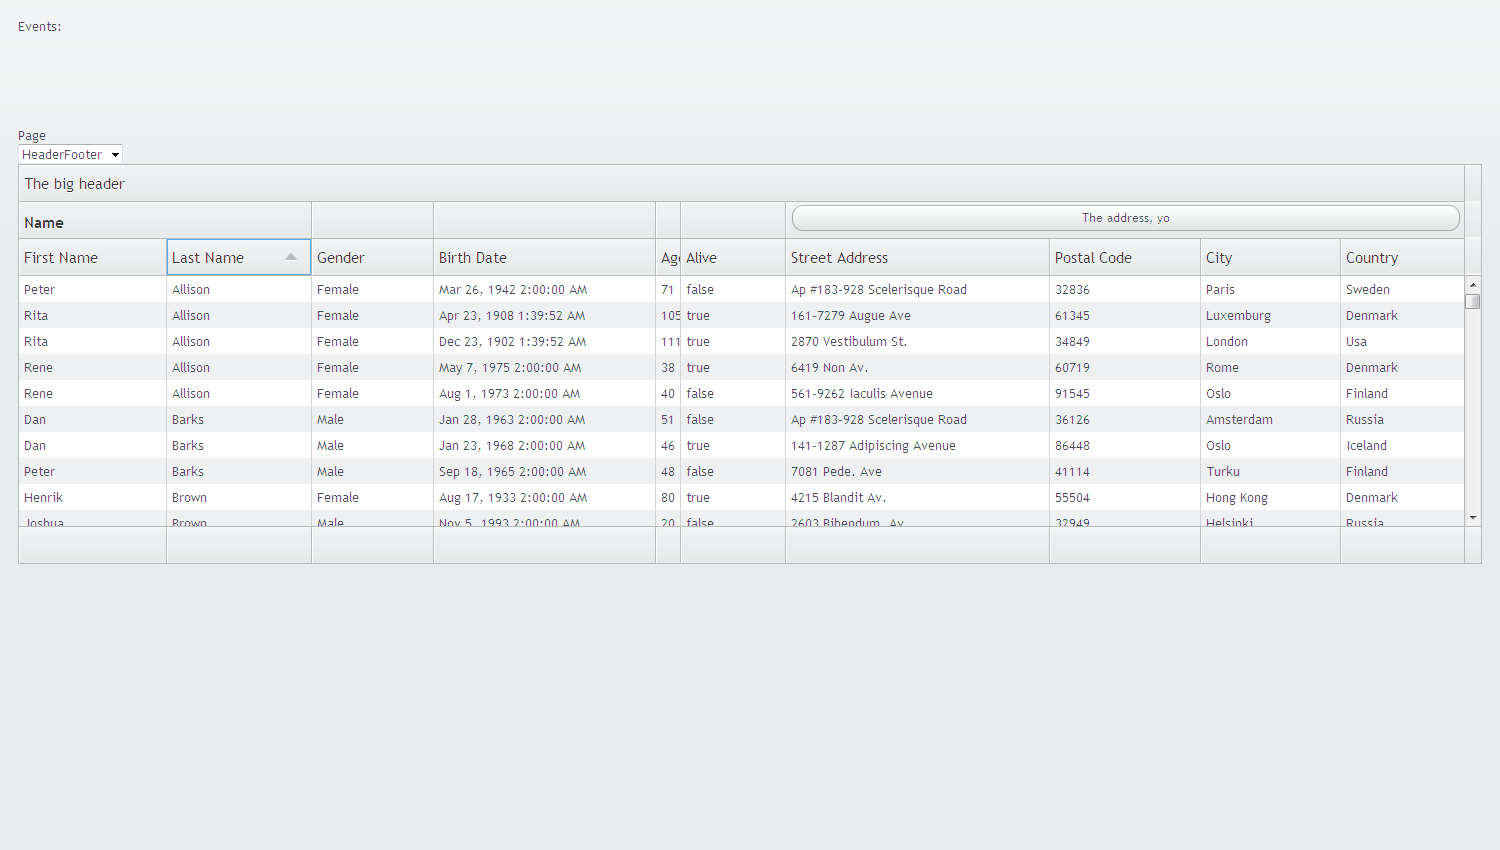 Events:
Page
HeaderFooter
The big header
Name The address, yo
First Name Last Name Gender Birth Date Age Alive Street Address Postal Code City Country
Peter Allison Female Mar 26, 1942 2:00:00 AM 71 false Ap #183-928 Scelerisque Road 32836 Paris Sweden
Rita Allison Female Apr 23, 1908 1:39:52 AM 105 true 161-7279 Augue Ave 61345 Luxemburg Denmark
Rita Allison Female Dec 23, 1902 1:39:52 AM 111 true 2870 Vestibulum St. 34849 London Usa
Rene Allison Female May 7, 1975 2:00:00 AM 38 true 6419 Non Av. 60719 Rome Denmark
Rene Allison Female Aug 1, 1973 2:00:00 AM 40 false 561-9262 Iaculis Avenue 91545 Oslo Finland
Dan Barks Male Jan 28, 1963 2:00:00 AM 51 false Ap #183-928 Scelerisque Road 36126 Amsterdam Russia
Dan Barks Male Jan 23, 1968 2:00:00 AM 46 true 141-1287 Adipiscing Avenue 86448 Oslo Iceland
Peter Barks Male Sep 18, 1965 2:00:00 AM 48 false 7081 Pede. Ave 41114 Turku Finland
Henrik Brown Female Aug 17, 1933 2:00:00 AM 80 true 4215 Blandit Av. 55504 Hong Kong Denmark
Joshua Brown Male Nov 5, 1993 2:00:00 AM 20 false 2603 Bibendum. Av 32949 Helsinki Russia